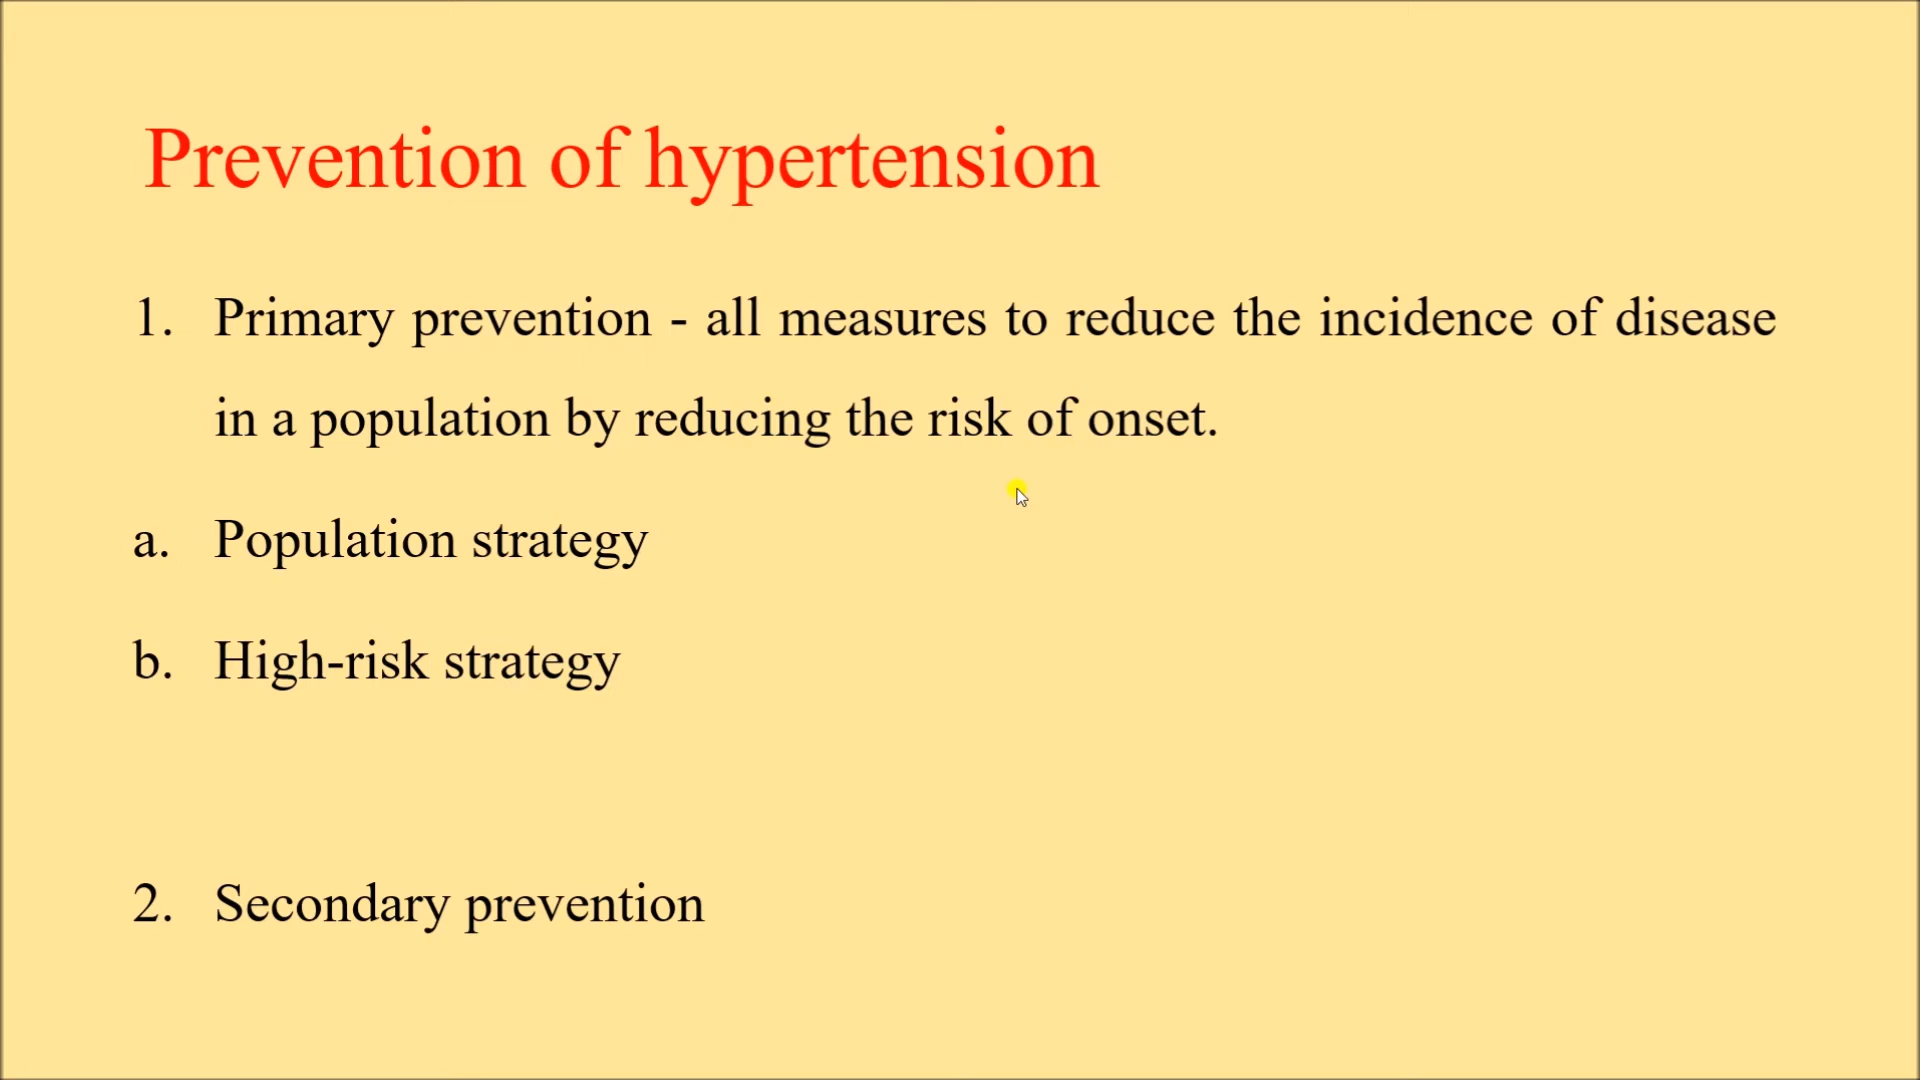 Prevention of hypertension
1. Primary prevention - all measures to reduce the incidence of disease
in a population by reducing the risk of onset.
a. Population strategy
b. High-risk strategy
2. Secondary prevention